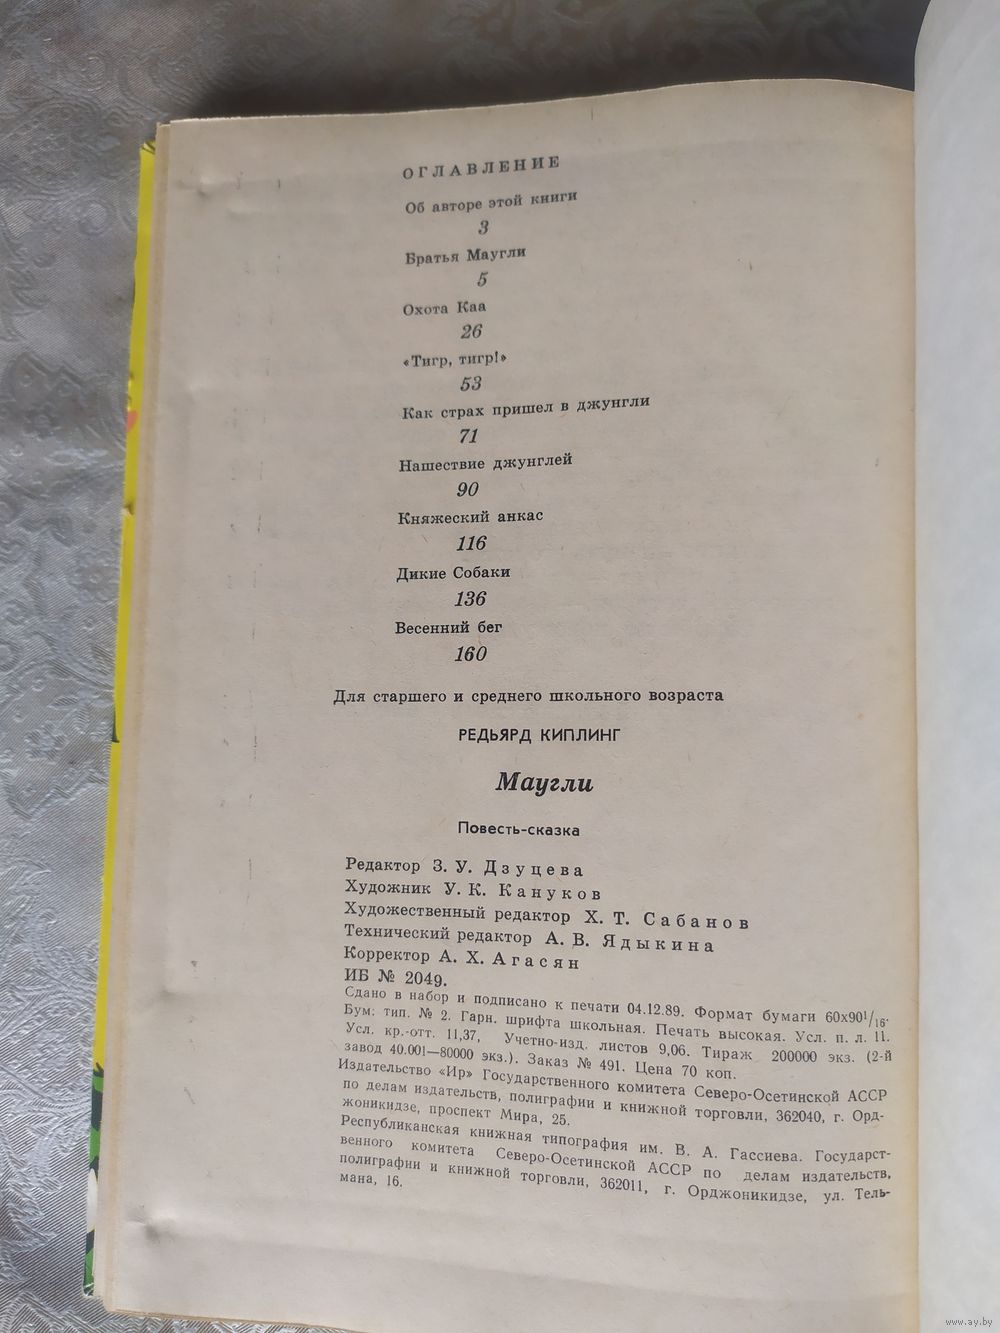 ОГЛАВЛЕНИЕ
Об авторе этой книги
3
Братья Маугли
5
Охота Каа
26
«Тигр, тигр!»
53
Как страх пришел в джунгли
71
Нашествие джунглей
90
Княжеский анкас
116
Дикие Собаки
136
Весенний бег
160
Для старшего и среднего школьного возраста
РЕДЬЯРД КИПЛИНГ
Маугли
Повесть-сказка
Редактор З. У. Дзуцева
Художник У. К. Кануков
Художественный редактор Х. Т. Сабанов
Технический редактор А. В. Ядыкина
Корректор А. Х. Агасян
ИБ № 2049.
Сдано в набор и подписано к печати 04.12.89. Формат бумаги 60х90¹/₁₆.
Бум. тип. № 2. Гарн. шрифта школьная. Печать высокая. Усл. п. л. 11.
Усл. кр.-отт. 11,37, Учетно-изд. листов 9,06. Тираж 200000 экз. (2-й
завод 40.001—80000 экз.). Заказ № 491. Цена 70 коп.
Издательство «Ир» Государственного комитета Северо-Осетинской АССР
по делам издательств, полиграфии и книжной торговли, 362040, г. Орд-
жоникидзе, проспект Мира, 25.
Республиканская книжная типография им. В. А. Гассиева. Государст-
венного комитета Северо-Осетинской АССР по делам издательств,
полиграфии и книжной торговли, 362011, г. Орджоникидзе, ул. Тель-
мана, 16.
www.ay.by